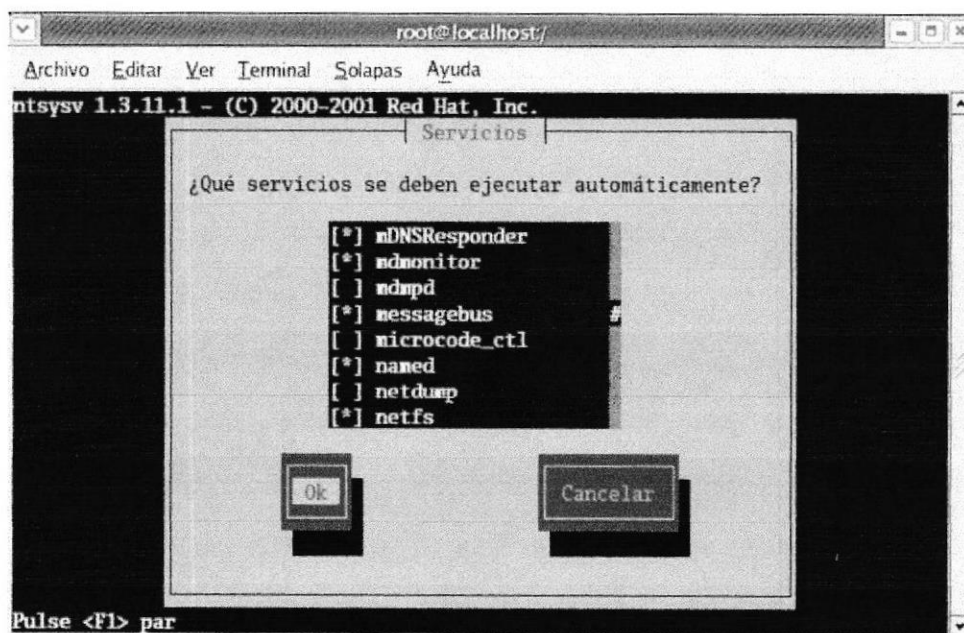 root@localhost:/
Archivo Editar Ver Terminal Solapas Ayuda
ntsysv 1.3.11.1 - (C) 2000-2001 Red Hat, Inc.
Servicios
¿Qué servicios se deben ejecutar automáticamente?
[*] mDNSResponder
[*] mdmonitor
[ ] mdmpd
[*] messagebus #
[ ] microcode_ctl
[*] named
[ ] netdump
[*] netfs
Ok Cancelar
Pulse <F1> par